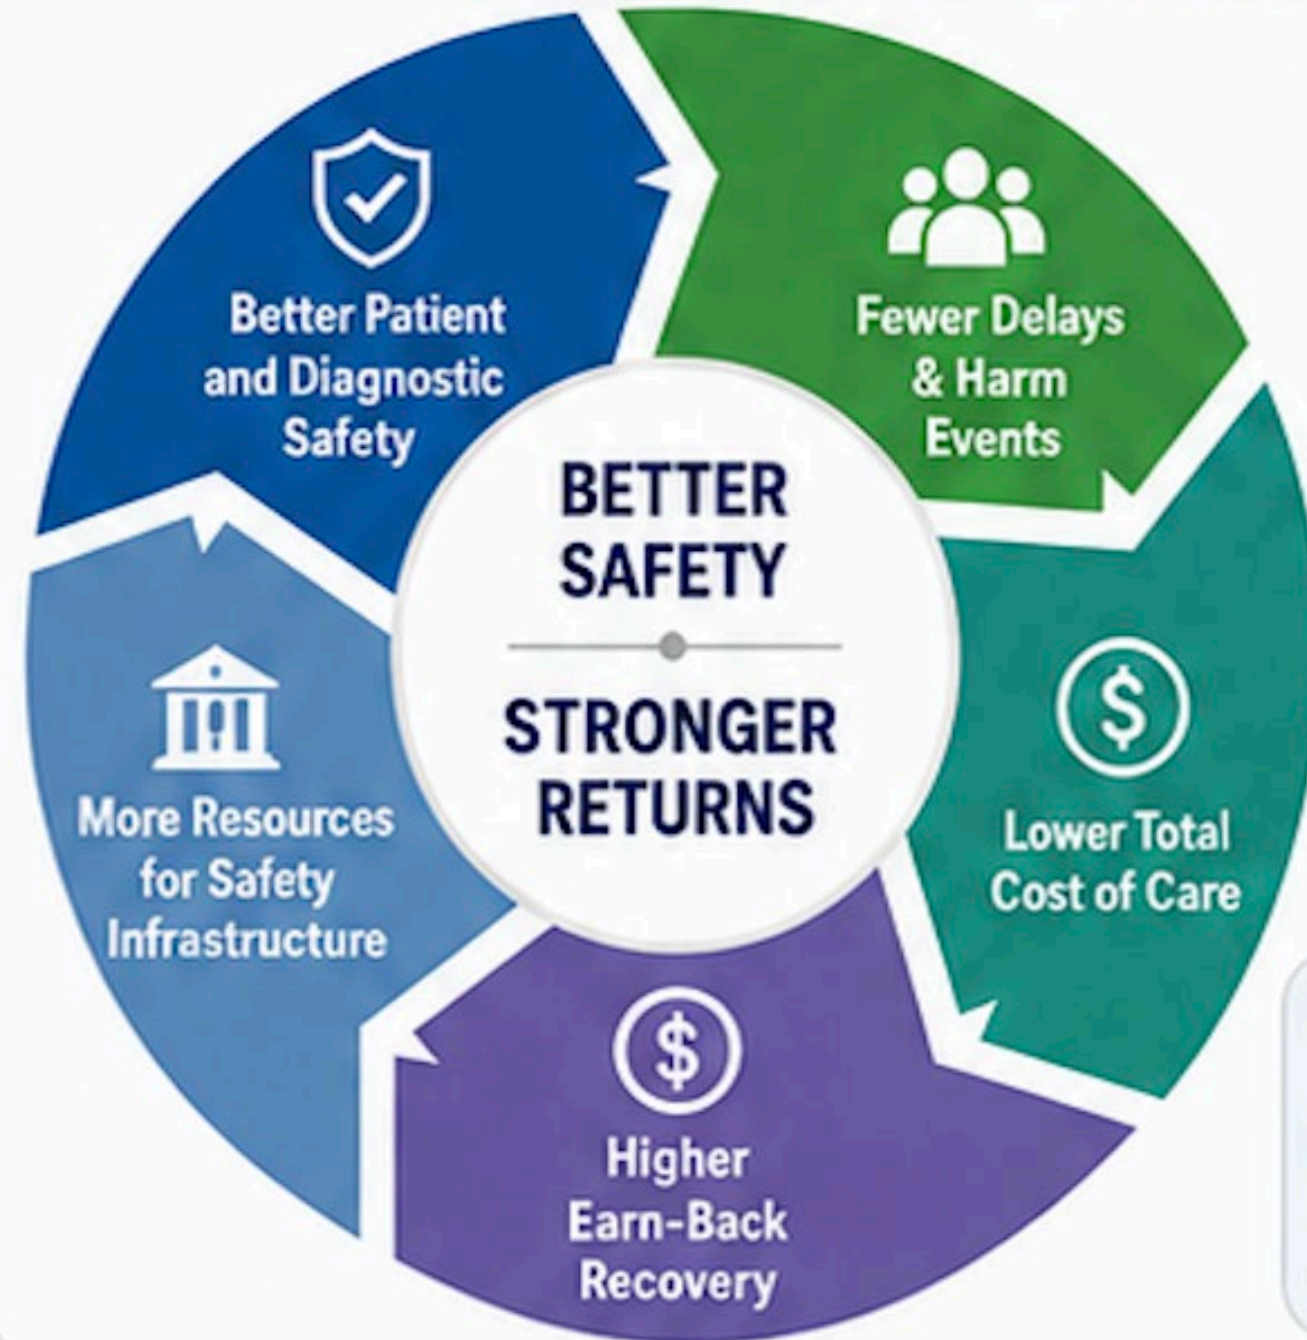 Better Patient
and Diagnostic
Safety
Fewer Delays
& Harm
Events
Lower Total
Cost of Care
Higher
Earn-Back
Recovery
More Resources
for Safety
Infrastructure
BETTER
SAFETY
STRONGER
RETURNS